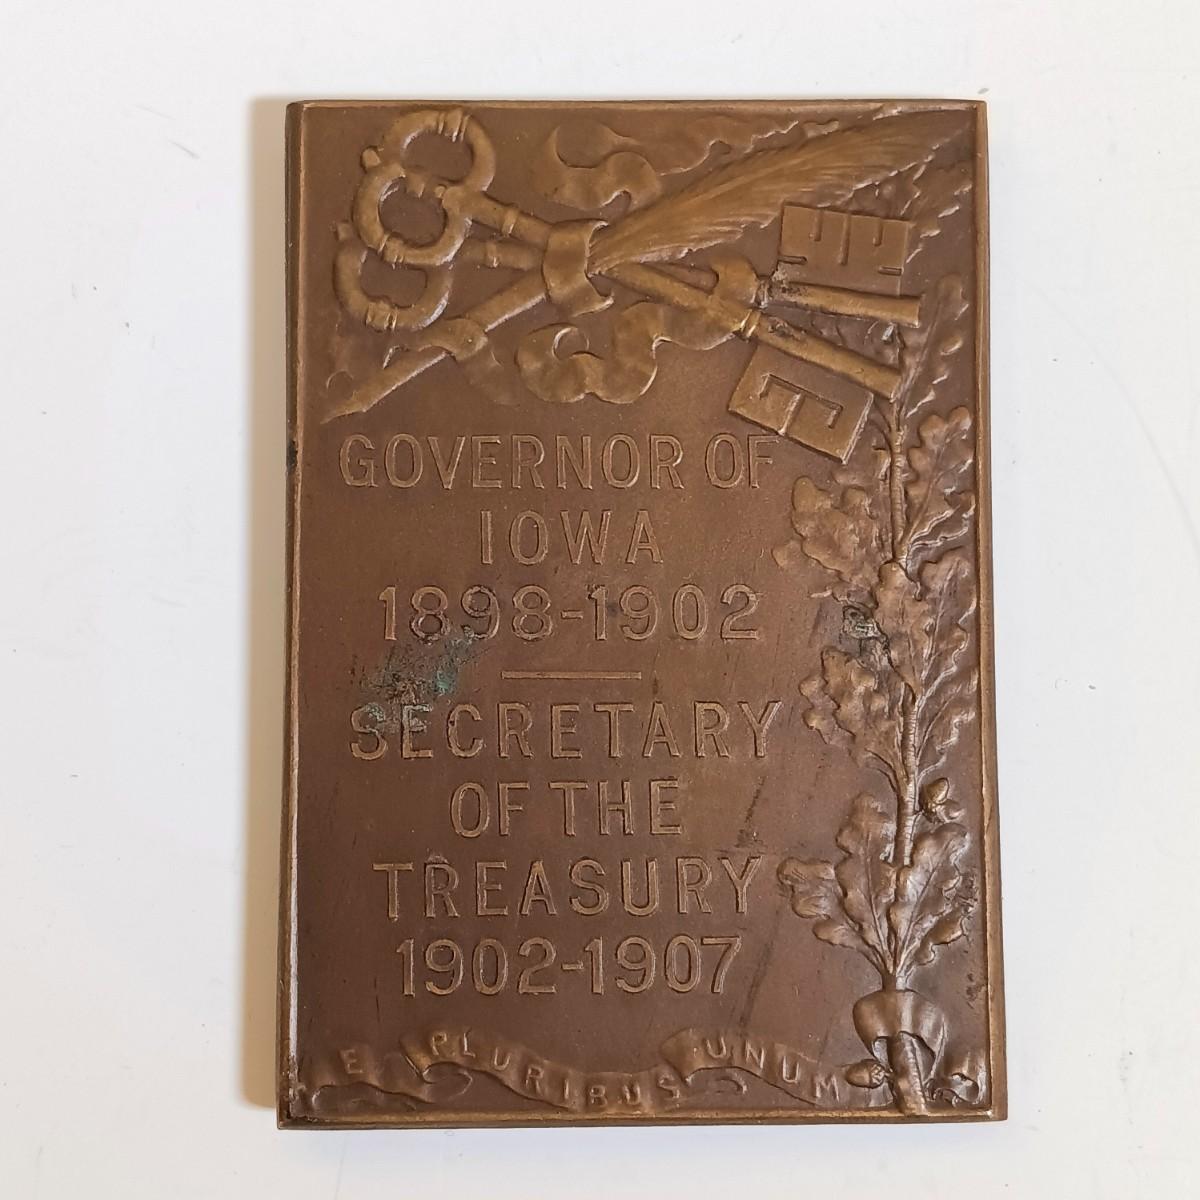 GOVERNOR OF
IOWA
1898-1902
SECRETARY
OF THE
TREASURY
1902-1907
E PLURIBUS UNUM